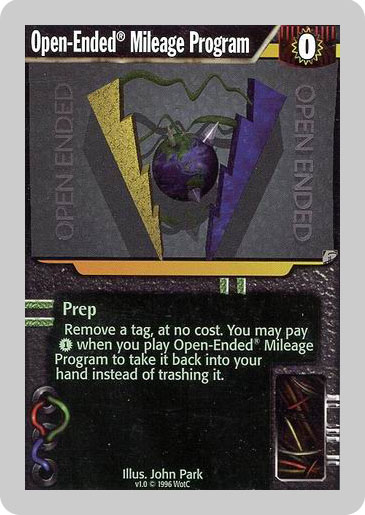 Open-Ended® Mileage Program
0
OPEN ENDED
OPEN ENDED
Prep
Remove a tag, at no cost. You may pay
1 when you play Open-Ended® Mileage
Program to take it back into your
hand instead of trashing it.
Illus. John Park
v1.0 © 1996 WotC